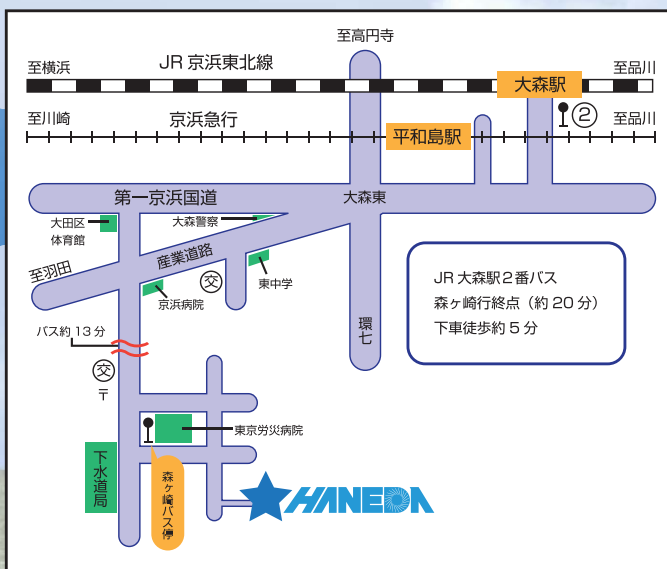 至高円寺
至横浜
JR 京浜東北線
至品川
大森駅
②
至川崎
京浜急行
至品川
平和島駅
第一京浜国道
大森東
大田区
体育館
大森警察
産業道路
至羽田
交
東中学
京浜病院
環七
JR 大森駅2番バス
森ヶ崎行終点（約 20 分）
下車徒歩約 5 分
バス約 13 分
交
〒
東京労災病院
下水道局
森ヶ崎バス停
HANEDA